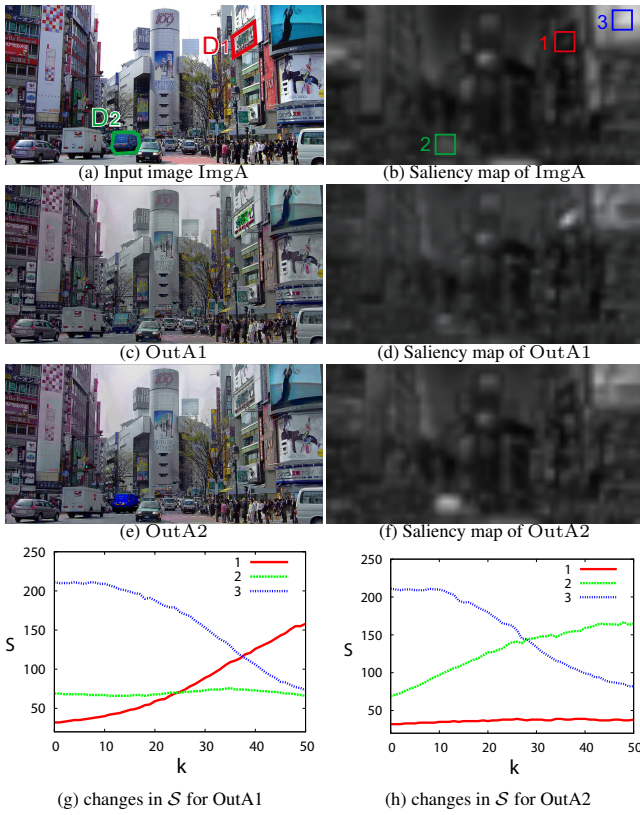 D1
D2
100
1
2
3
(a) Input image ImgA
(b) Saliency map of ImgA
(c) OutA1
(d) Saliency map of OutA1
(e) OutA2
(f) Saliency map of OutA2
250
200
150
100
50
S
0 10 20 30 40 50
k
1
2
3
(g) changes in S for OutA1
250
200
150
100
50
S
0 10 20 30 40 50
k
1
2
3
(h) changes in S for OutA2